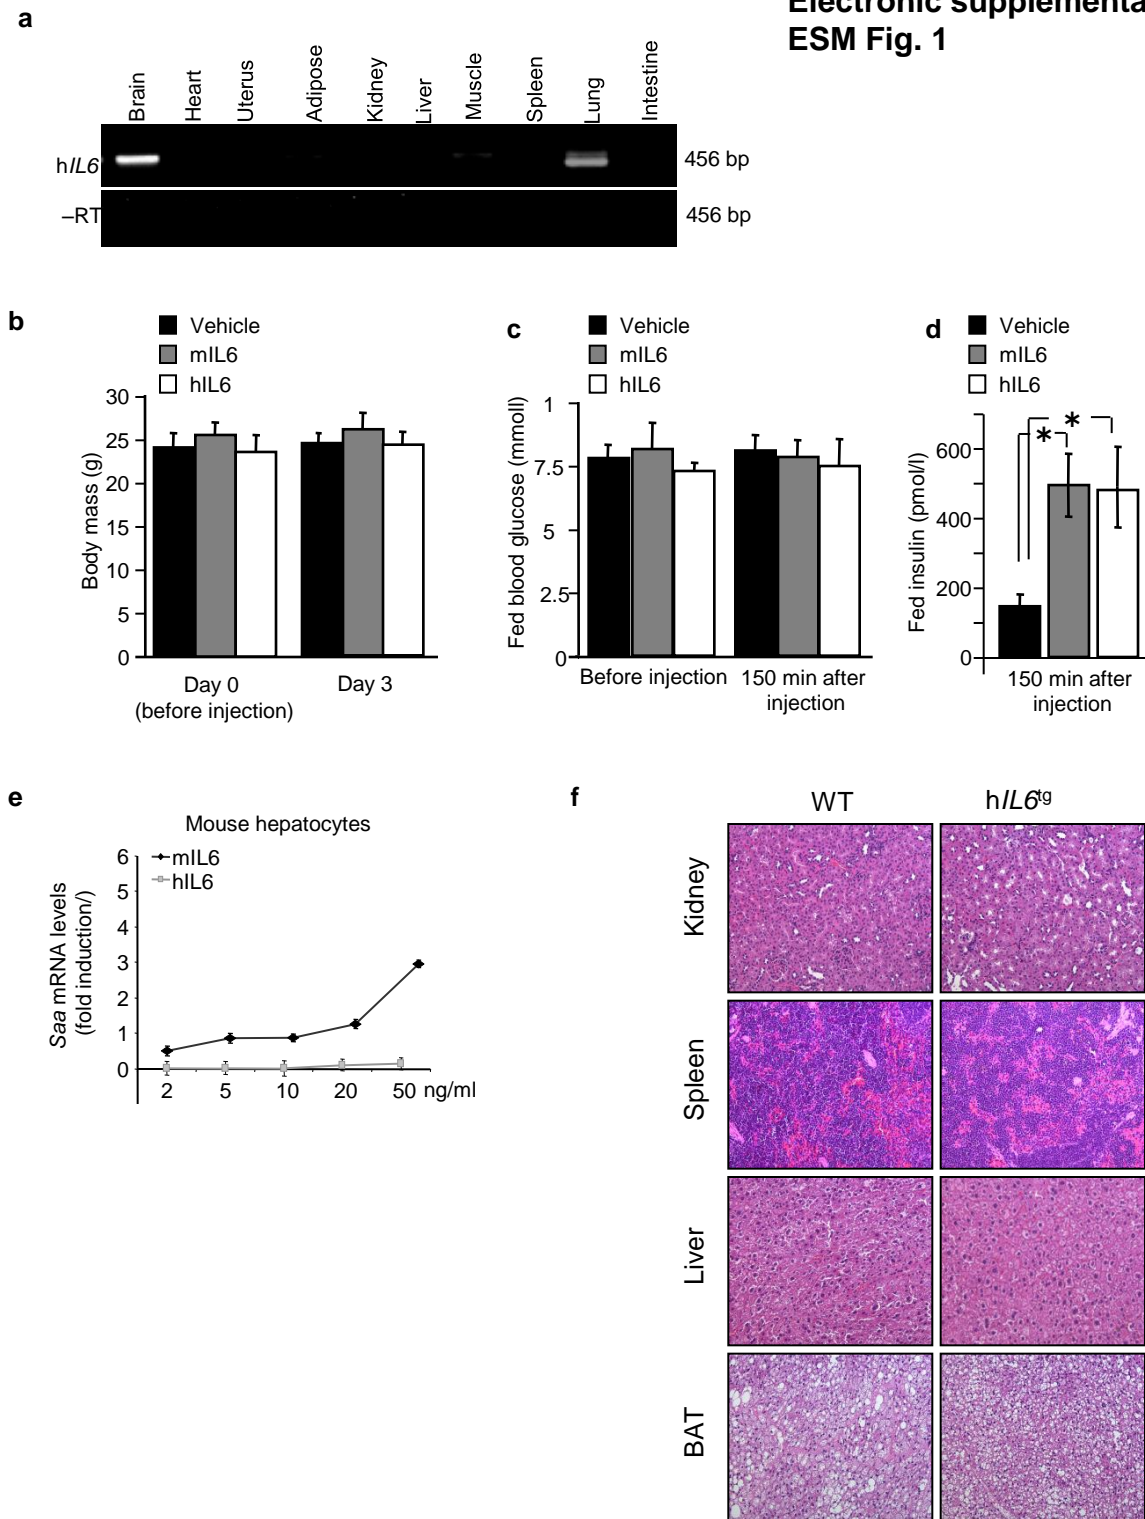 Electronic supplementa
ESM Fig. 1
a
Brain
Heart
Uterus
Adipose
Kidney
Liver
Muscle
Spleen
Lung
Intestine
hIL6
456 bp
–RT
456 bp
b
Vehicle
mIL6
hIL6
Body mass (g)
30
25
20
15
10
5
0
Day 0
(before injection)
Day 3
c
Vehicle
mIL6
hIL6
Fed blood glucose (mmoll)
1
7.5
5
2.5
0
Before injection
150 min after
injection
d
Vehicle
mIL6
hIL6
Fed insulin (pmol/l)
600
400
200
0
* *
150 min after
injection
e
Mouse hepatocytes
mIL6
hIL6
Saa mRNA levels
(fold induction/)
6
5
4
3
2
1
0
2 5 10 20 50 ng/ml
f
WT hIL6tg
Kidney
Spleen
Liver
BAT